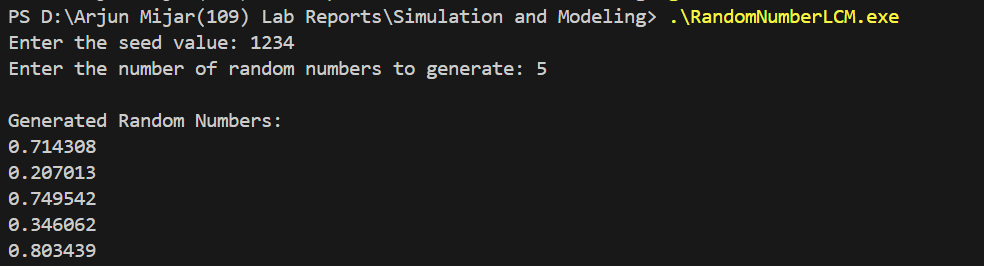 PS D:\Arjun Mijar(109) Lab Reports\Simulation and Modeling> .\RandomNumberLCM.exe
Enter the seed value: 1234
Enter the number of random numbers to generate: 5
Generated Random Numbers:
0.714308
0.207013
0.749542
0.346062
0.803439